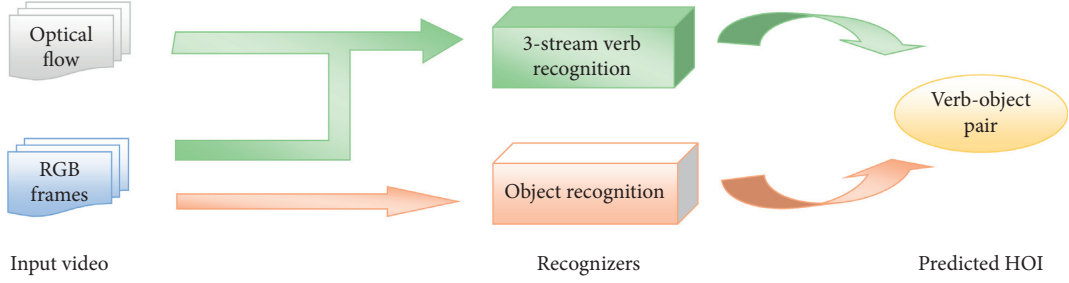 Optical
flow
3-stream verb
recognition
Verb-object
pair
RGB
frames
Object recognition
Input video
Recognizers
Predicted HOI